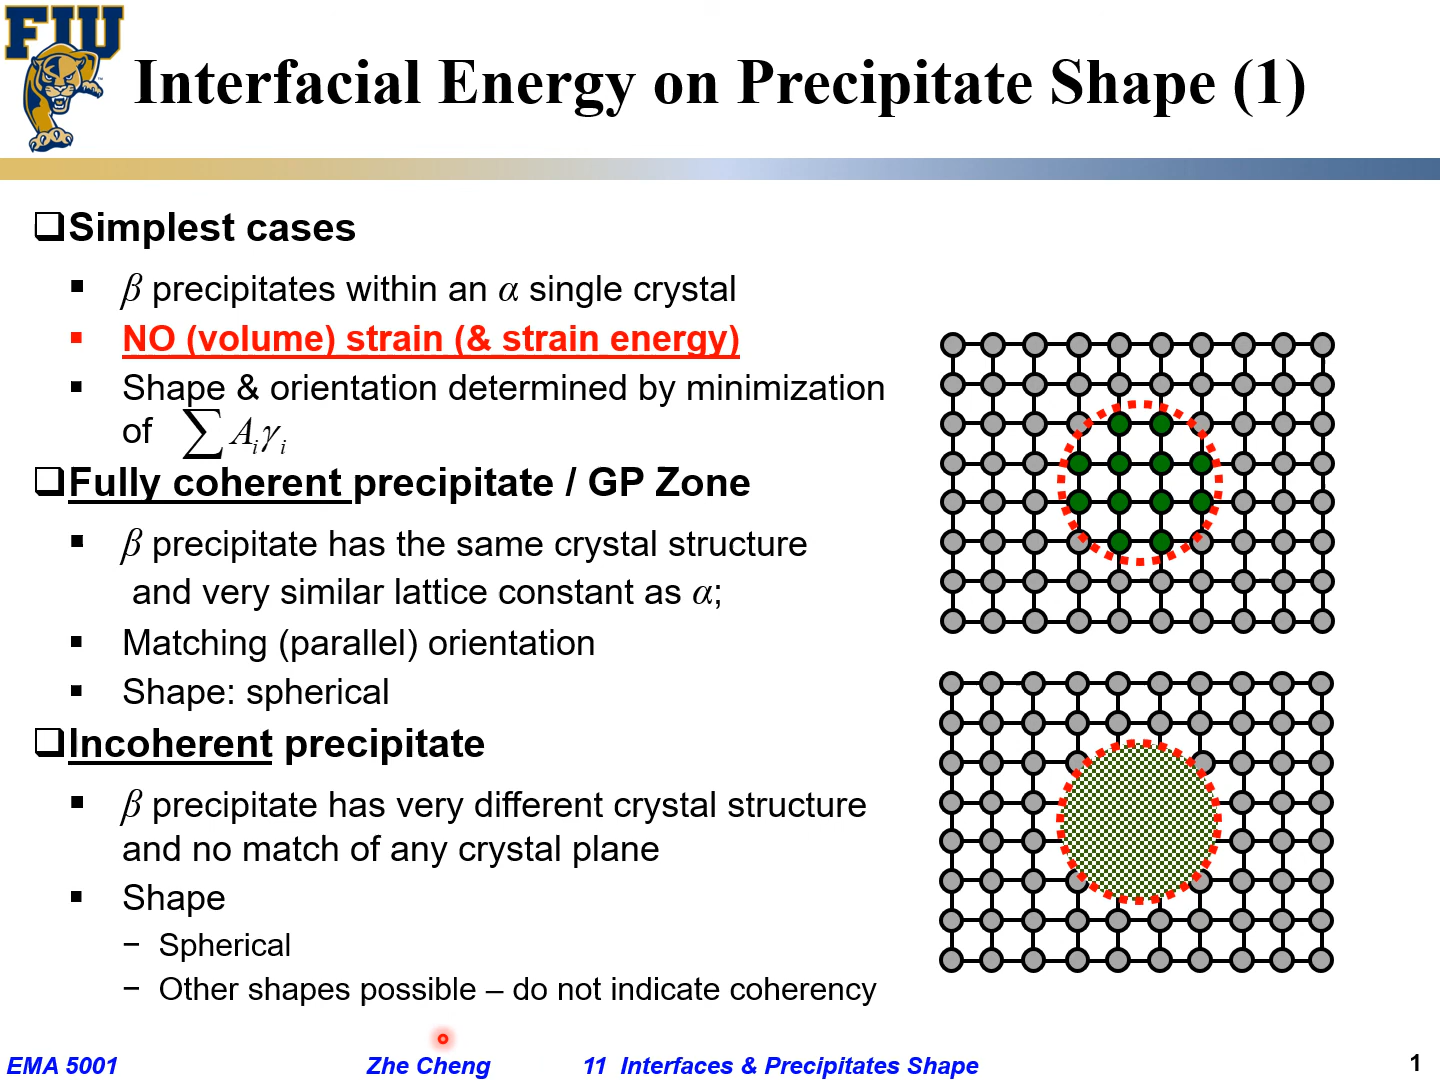 FIU
Interfacial Energy on Precipitate Shape (1)
Simplest cases
β precipitates within an α single crystal
NO (volume) strain (& strain energy)
Shape & orientation determined by minimization
of ∑ Aᵢγᵢ
Fully coherent precipitate / GP Zone
β precipitate has the same crystal structure
and very similar lattice constant as α;
Matching (parallel) orientation
Shape: spherical
Incoherent precipitate
β precipitate has very different crystal structure
and no match of any crystal plane
Shape
− Spherical
− Other shapes possible – do not indicate coherency
EMA 5001 Zhe Cheng 11 Interfaces & Precipitates Shape 1